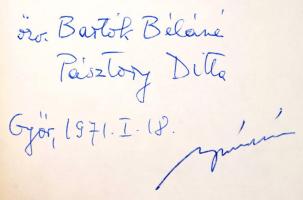 özv. Bartók Béláné
Pásztory Ditta
Győr, 1971. I. 18.